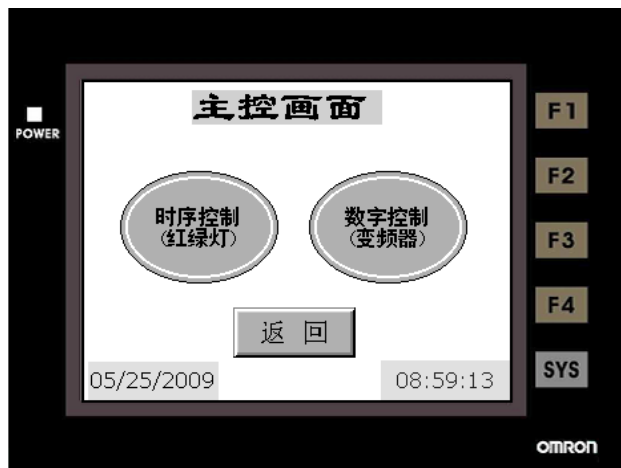 主控画面
POWER
F1
F2
F3
F4
SYS
时序控制
(红绿灯)
数字控制
(变频器)
返 回
05/25/2009
08:59:13
OMRON